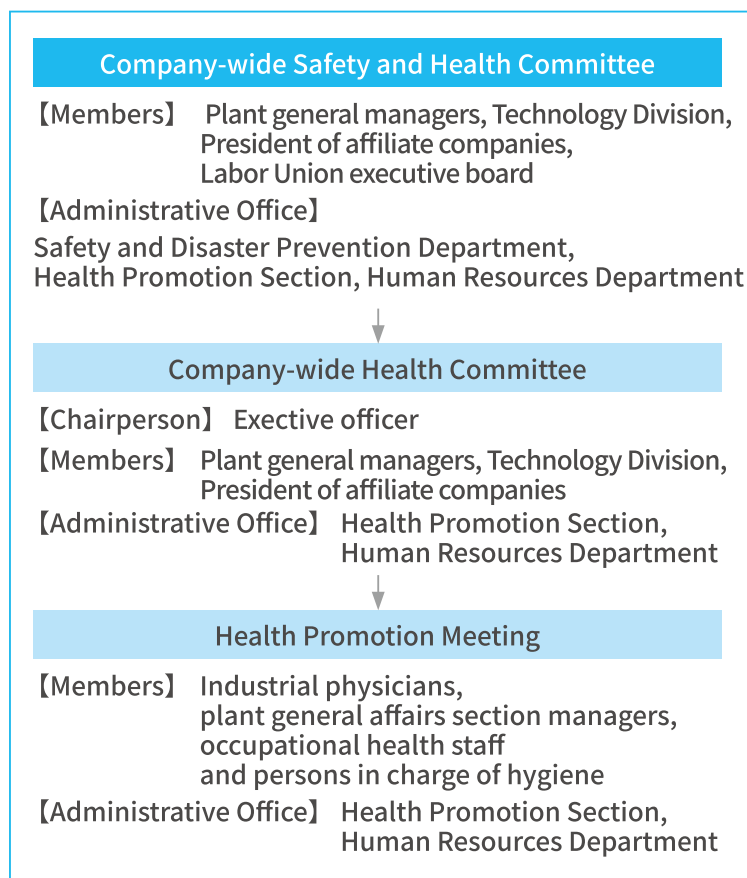 Company-wide Safety and Health Committee
【Members】 Plant general managers, Technology Division,
President of affiliate companies,
Labor Union executive board
【Administrative Office】
Safety and Disaster Prevention Department,
Health Promotion Section, Human Resources Department
Company-wide Health Committee
【Chairperson】 Exective officer
【Members】 Plant general managers, Technology Division,
President of affiliate companies
【Administrative Office】 Health Promotion Section,
Human Resources Department
Health Promotion Meeting
【Members】 Industrial physicians,
plant general affairs section managers,
occupational health staff
and persons in charge of hygiene
【Administrative Office】 Health Promotion Section,
Human Resources Department